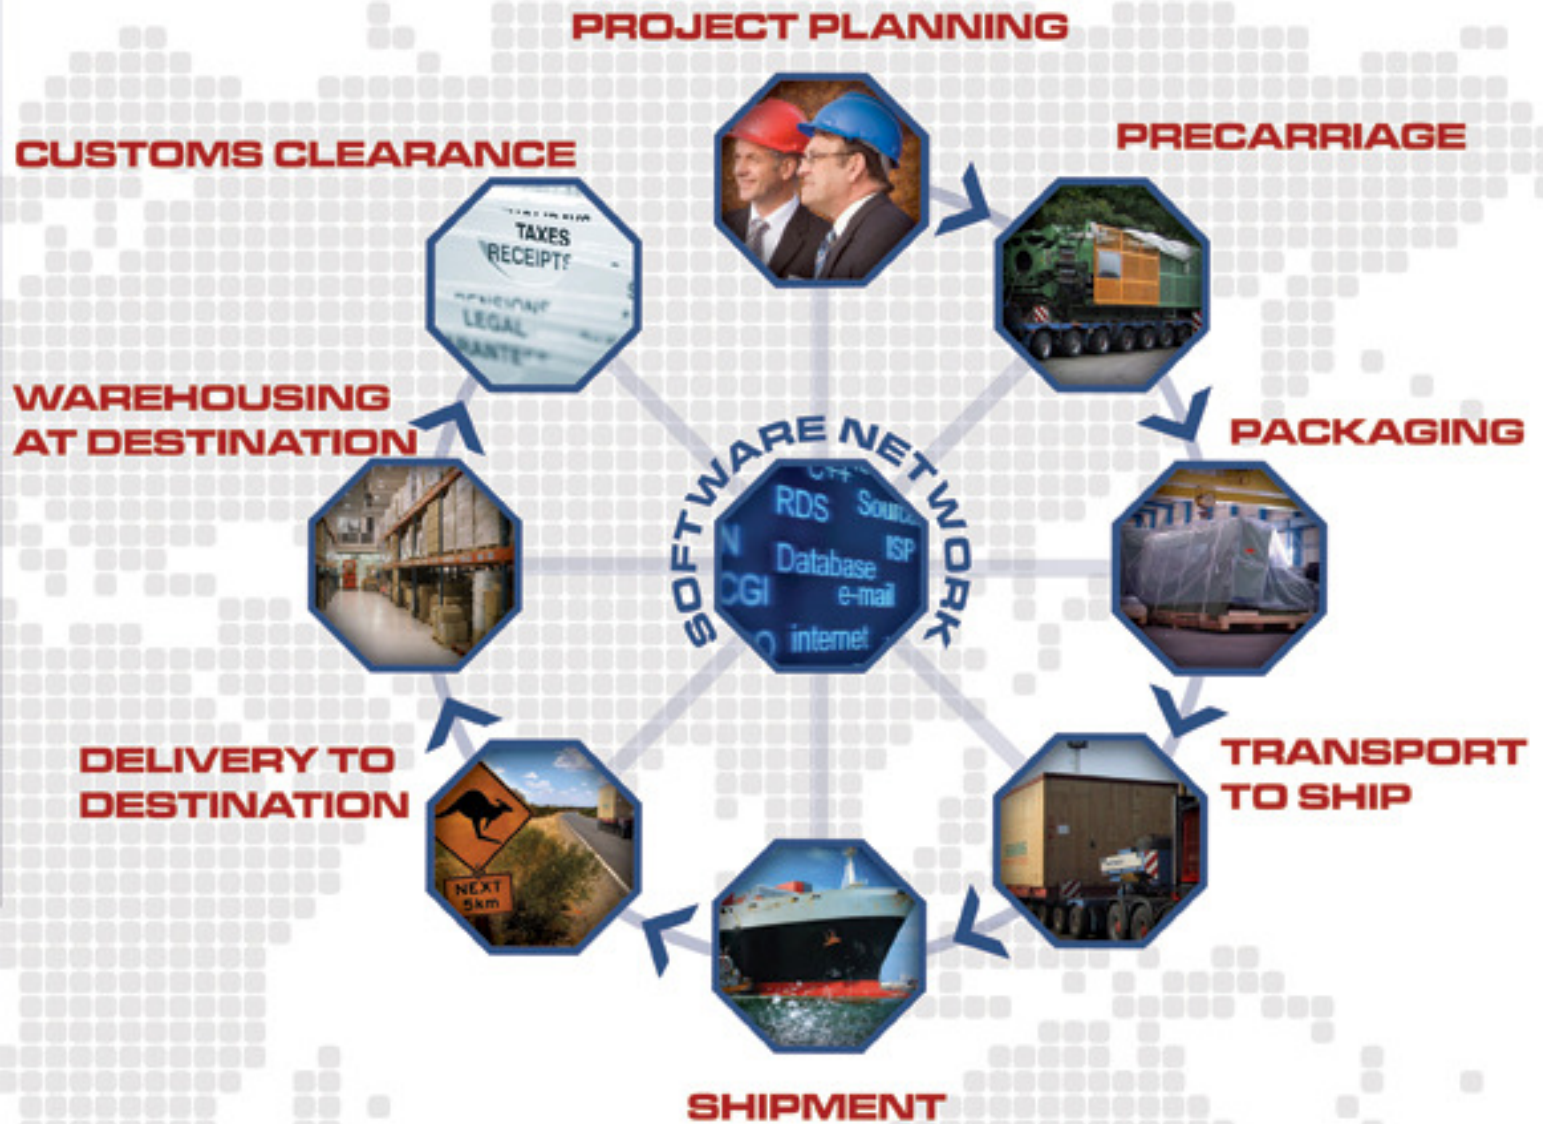 PROJECT PLANNING
PRECARRIAGE
CUSTOMS CLEARANCE
TAXES
RECEIPTS
LEGAL
WAREHOUSING
AT DESTINATION
PACKAGING
SOFTWARE NETWORK
C++
RDS
ISP
Database
CGI
e-mail
internet
DELIVERY TO
DESTINATION
TRANSPORT
TO SHIP
NEXT
5km
SHIPMENT